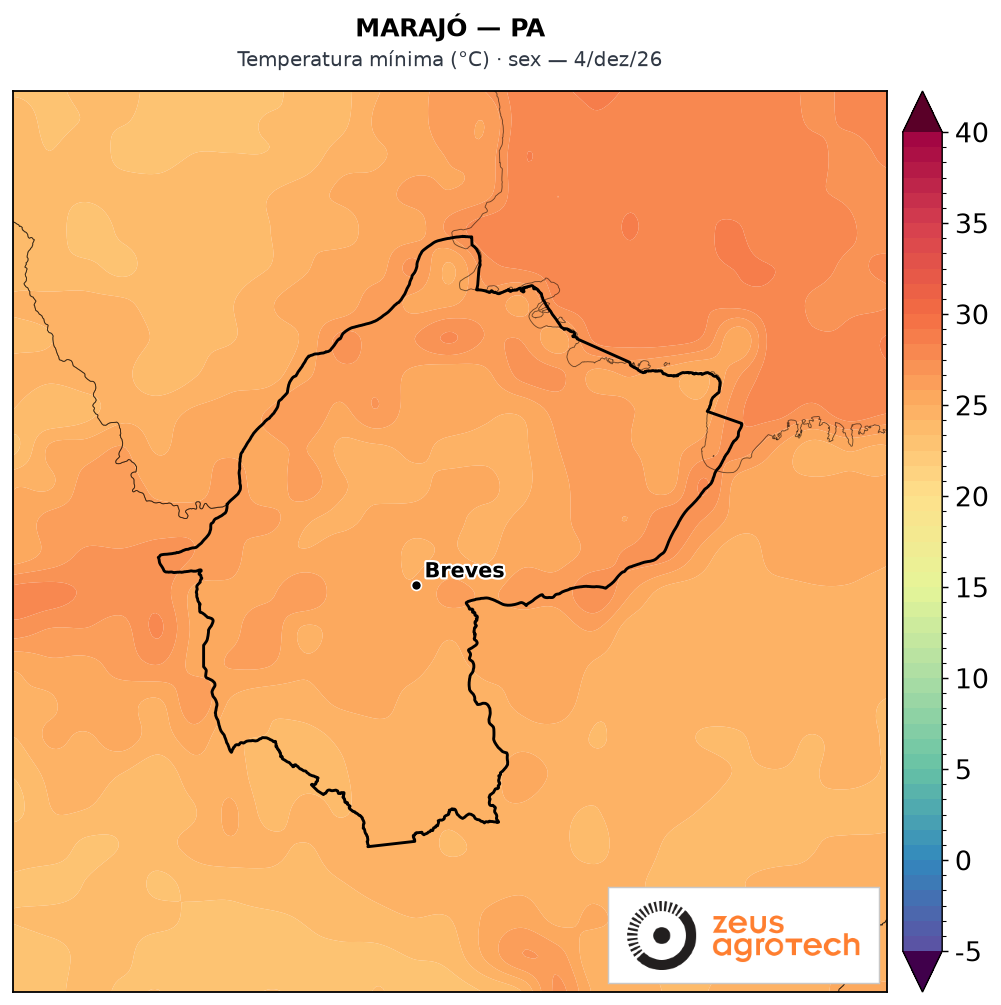 MARAJÓ — PA
Temperatura mínima (°C) · sex — 4/dez/26
40
35
30
25
20
15
10
5
0
-5
Breves
zeus
agrotech